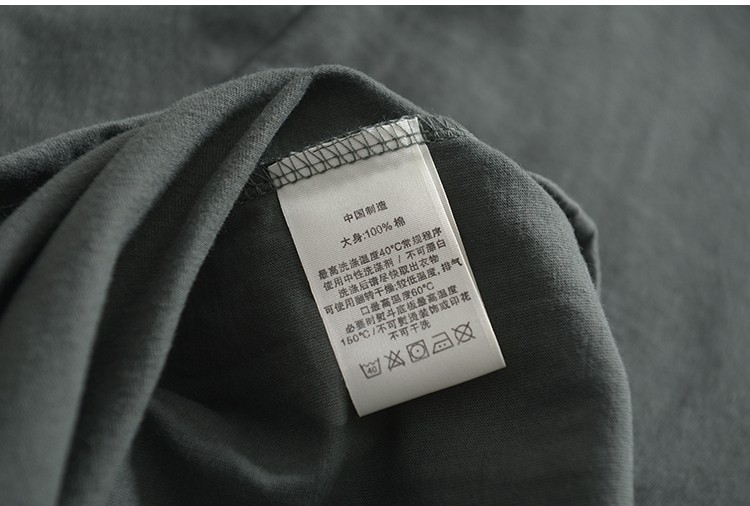 中国制造
大身:100% 棉
最高洗涤温度40℃常规程序
使用中性洗涤剂 / 不可漂白
洗涤后请尽快取出衣物
可使用翻转干燥:较低温度, 排气
口最高温度60℃
必要时熨斗底板最高温度
150℃/不可熨烫装饰或印花
不可干洗
40